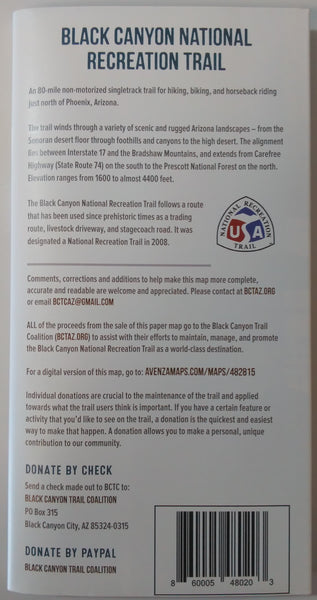 BLACK CANYON NATIONAL
RECREATION TRAIL
An 80-mile non-motorized singletrack trail for hiking, biking, and horseback riding
just north of Phoenix, Arizona.
The trail winds through a variety of scenic and rugged Arizona landscapes – from the
Sonoran desert floor through foothills and canyons to the high desert. The alignment
lies between Interstate 17 and the Bradshaw Mountains, and extends from Carefree
Highway (State Route 74) on the south to the Prescott National Forest on the north.
Elevation ranges from 1600 to almost 4400 feet.
The Black Canyon National Recreation Trail follows a route
that has been used since prehistoric times as a trading
route, livestock driveway, and stagecoach road. It was
designated a National Recreation Trail in 2008.
NATIONAL RECREATION
USA
TRAIL
Comments, corrections and additions to help make this map more complete,
accurate and readable are welcome and appreciated. Please contact at BCTAZ.ORG
or email BCTCAZ@GMAIL.COM
ALL of the proceeds from the sale of this paper map go to the Black Canyon Trail
Coalition (BCTAZ.ORG) to assist with their efforts to maintain, manage, and promote
the Black Canyon National Recreation Trail as a world-class destination.
For a digital version of this map, go to: AVENZAMAPS.COM/MAPS/482815
Individual donations are crucial to the maintenance of the trail and applied
towards what the trail users think is important. If you have a certain feature or
activity that you'd like to see on the trail, a donation is the quickest and easiest
way to make that happen. A donation allows you to make a personal, unique
contribution to our community.
DONATE BY CHECK
Send a check made out to BCTC to:
BLACK CANYON TRAIL COALITION
PO Box 315
Black Canyon City, AZ 85324-0315
DONATE BY PAYPAL
BLACK CANYON TRAIL COALITION
8 60005 48020 3